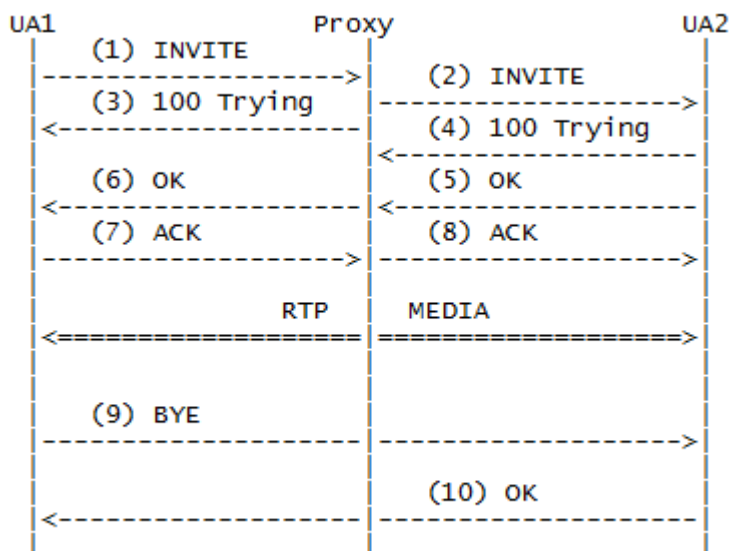 UA1 Proxy UA2
(1) INVITE
(2) INVITE
(3) 100 Trying
(4) 100 Trying
(6) OK (5) OK
(7) ACK (8) ACK
RTP MEDIA
(9) BYE
(10) OK